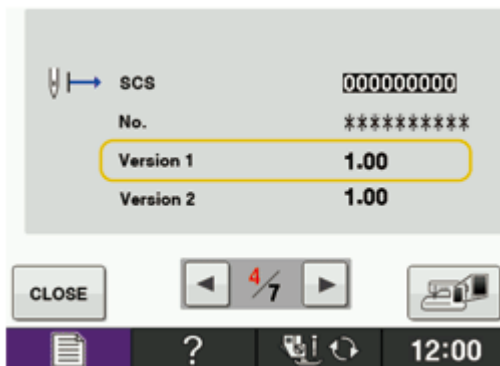 SCS 000000000
No. **********
Version 1 1.00
Version 2 1.00
CLOSE 4/7
? i 12:00